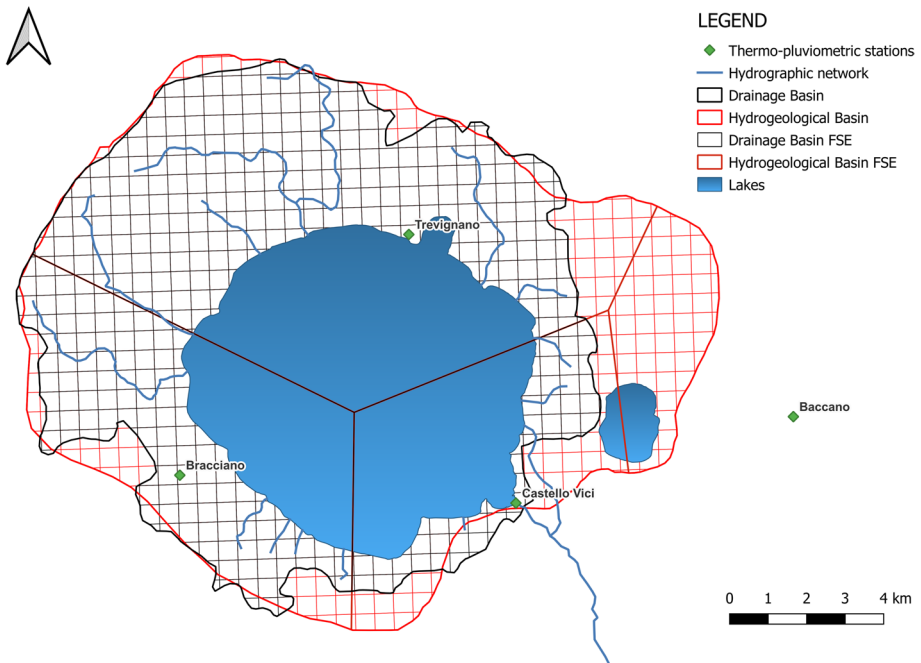 LEGEND
Thermo-pluviometric stations
Hydrographic network
Drainage Basin
Hydrogeological Basin
Drainage Basin FSE
Hydrogeological Basin FSE
Lakes
Trevignano
Baccano
Bracciano
Castello Vici
0 1 2 3 4 km